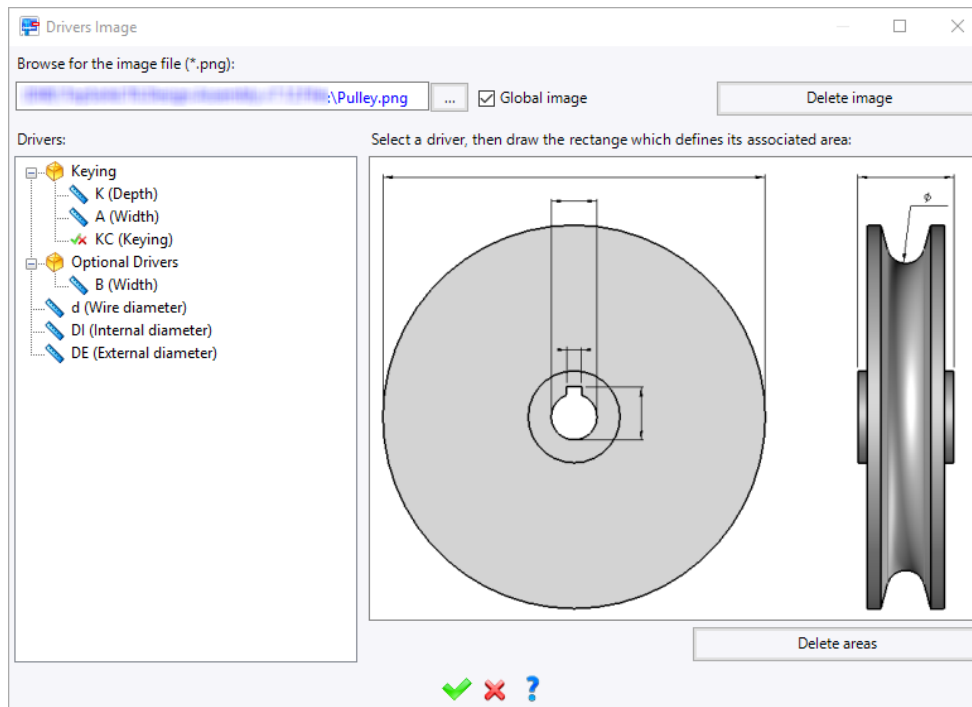 Drivers Image
Browse for the image file (*.png):
:\Pulley.png ... Global image Delete image
Drivers:
Select a driver, then draw the rectange which defines its associated area:
Keying
K (Depth)
A (Width)
KC (Keying)
Optional Drivers
B (Width)
d (Wire diameter)
DI (Internal diameter)
DE (External diameter)
ϕ
Delete areas
?